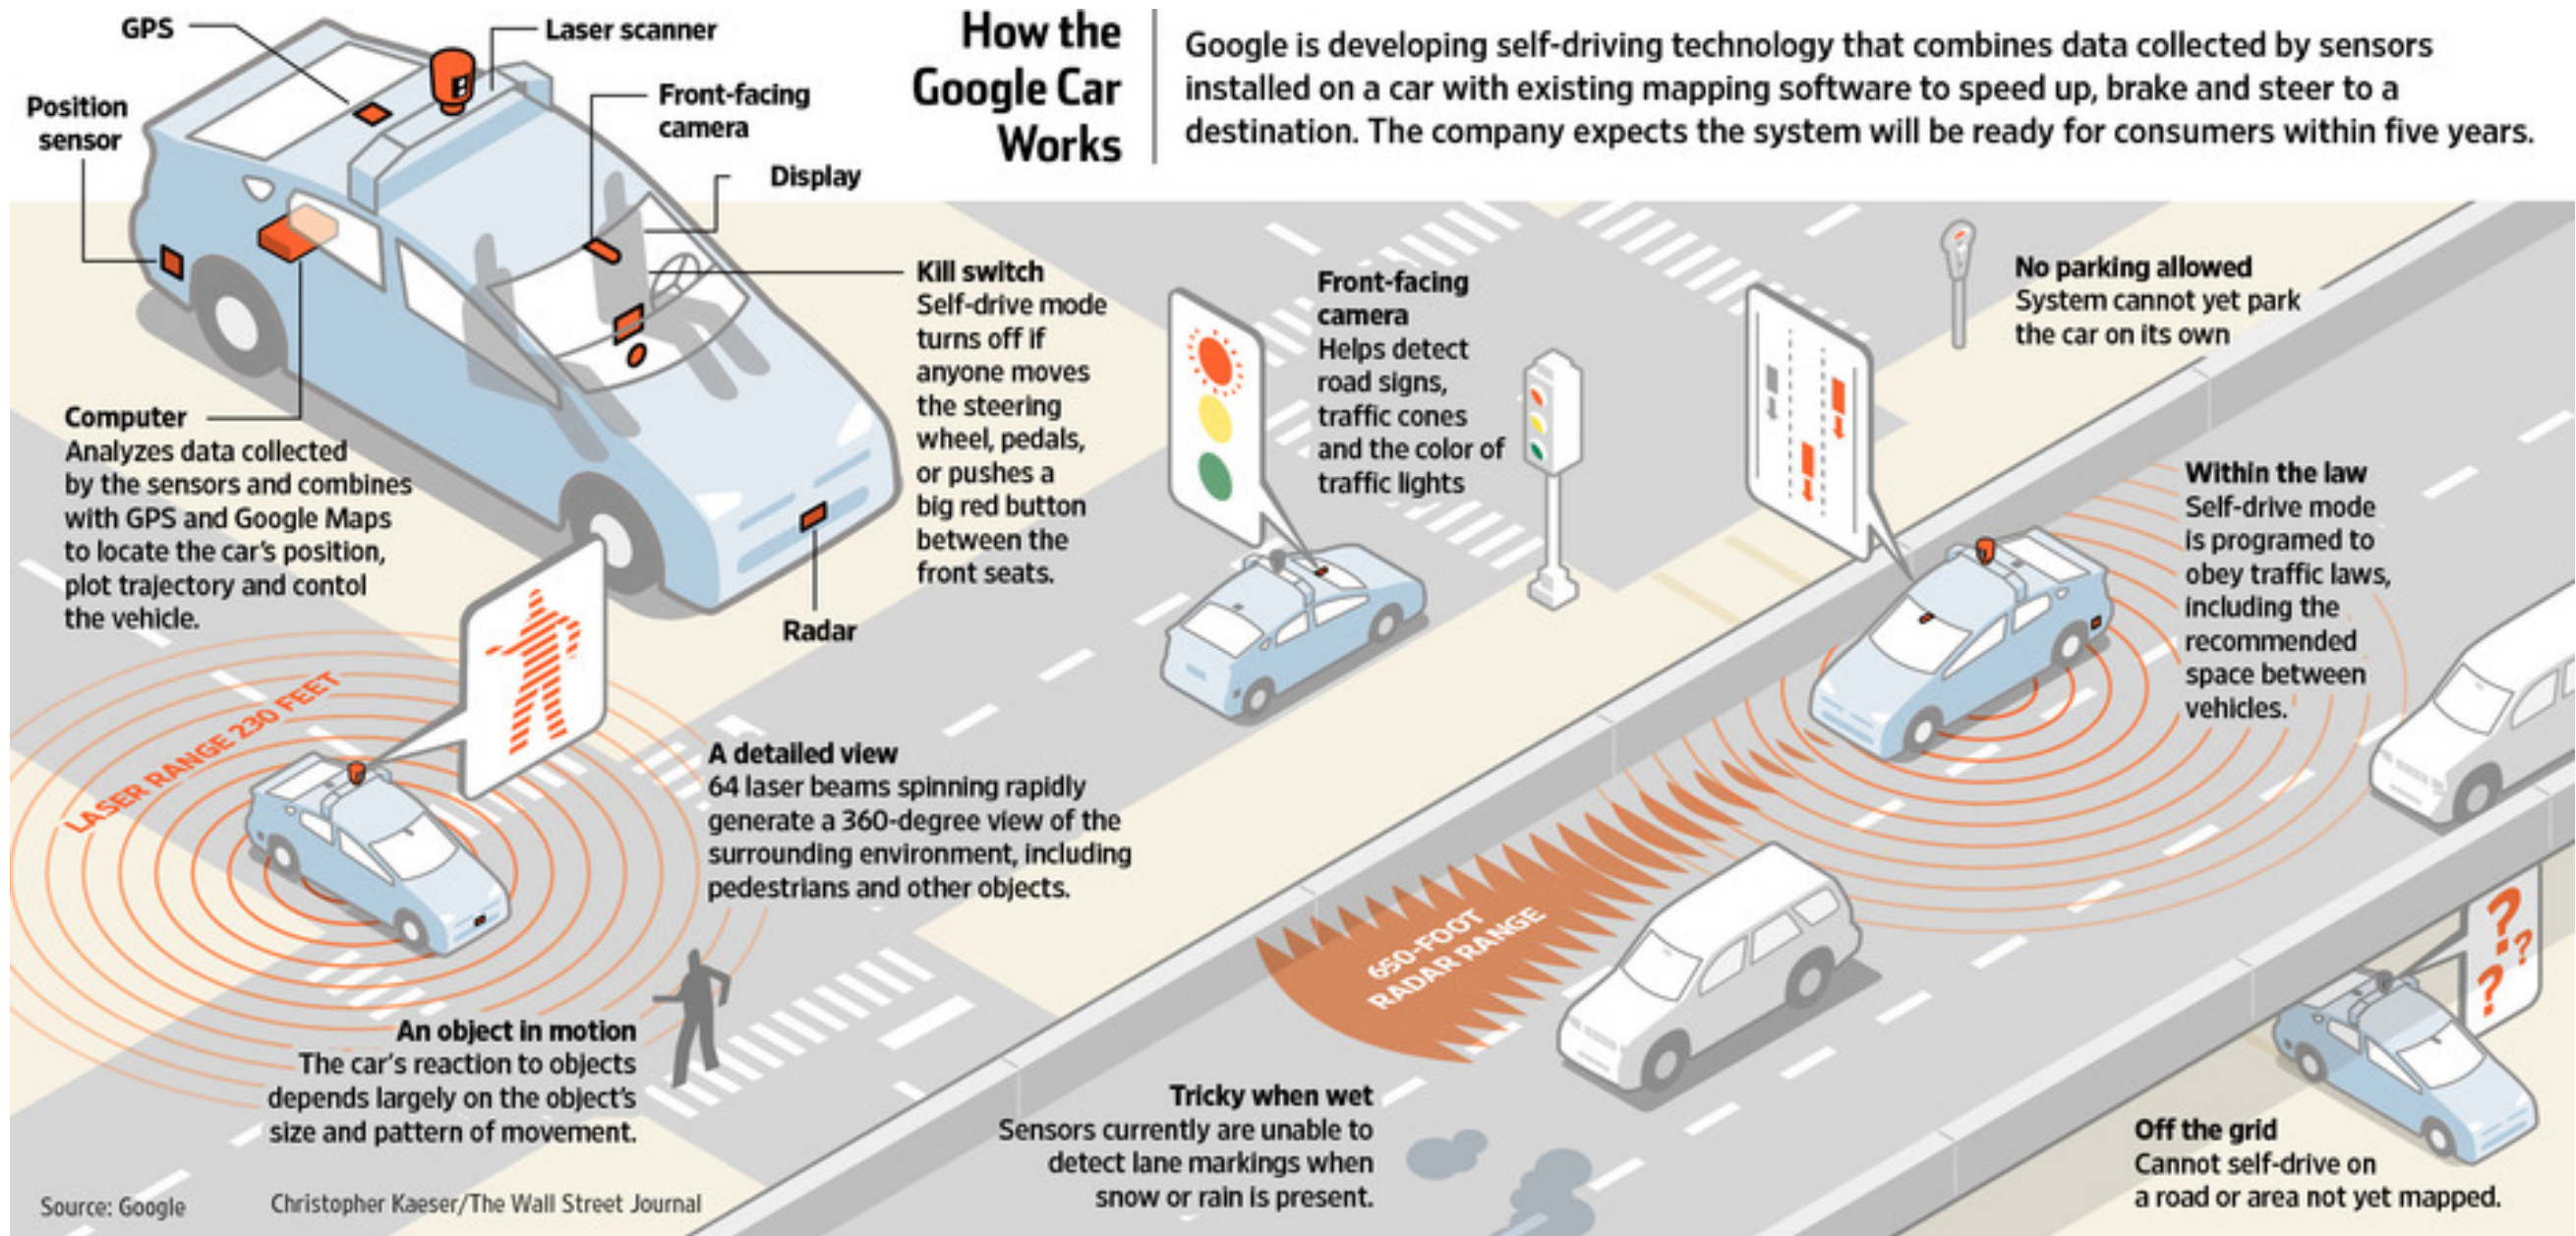 How the
Google Car
Works
Google is developing self-driving technology that combines data collected by sensors
installed on a car with existing mapping software to speed up, brake and steer to a
destination. The company expects the system will be ready for consumers within five years.
GPS
Laser scanner
Position
sensor
Front-facing
camera
Display
Kill switch
Self-drive mode
turns off if
anyone moves
the steering
wheel, pedals,
or pushes a
big red button
between the
front seats.
Computer
Analyzes data collected
by the sensors and combines
with GPS and Google Maps
to locate the car's position,
plot trajectory and contol
the vehicle.
Radar
Front-facing
camera
Helps detect
road signs,
traffic cones
and the color of
traffic lights
No parking allowed
System cannot yet park
the car on its own
Within the law
Self-drive mode
is programed to
obey traffic laws,
including the
recommended
space between
vehicles.
LASER RANGE 230 FEET
A detailed view
64 laser beams spinning rapidly
generate a 360-degree view of the
surrounding environment, including
pedestrians and other objects.
650-FOOT
RADAR RANGE
An object in motion
The car's reaction to objects
depends largely on the object's
size and pattern of movement.
Tricky when wet
Sensors currently are unable to
detect lane markings when
snow or rain is present.
? ? ?
Off the grid
Cannot self-drive on
a road or area not yet mapped.
Source: Google
Christopher Kaeser/The Wall Street Journal